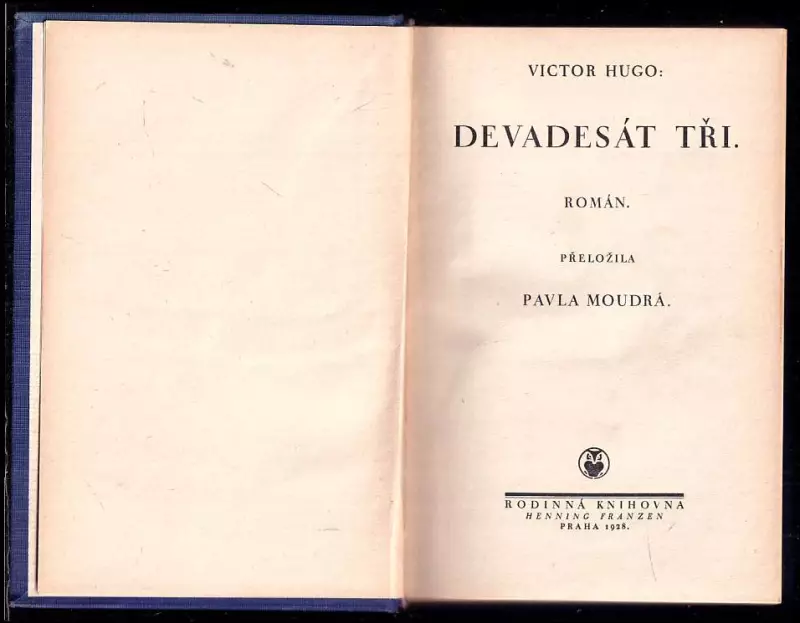 VICTOR HUGO:
DEVADESÁT TŘI.
ROMÁN.
PŘELOŽILA
PAVLA MOUDRÁ.
RODINNÁ KNIHOVNA
HENNING FRANZEN
PRAHA 1928.